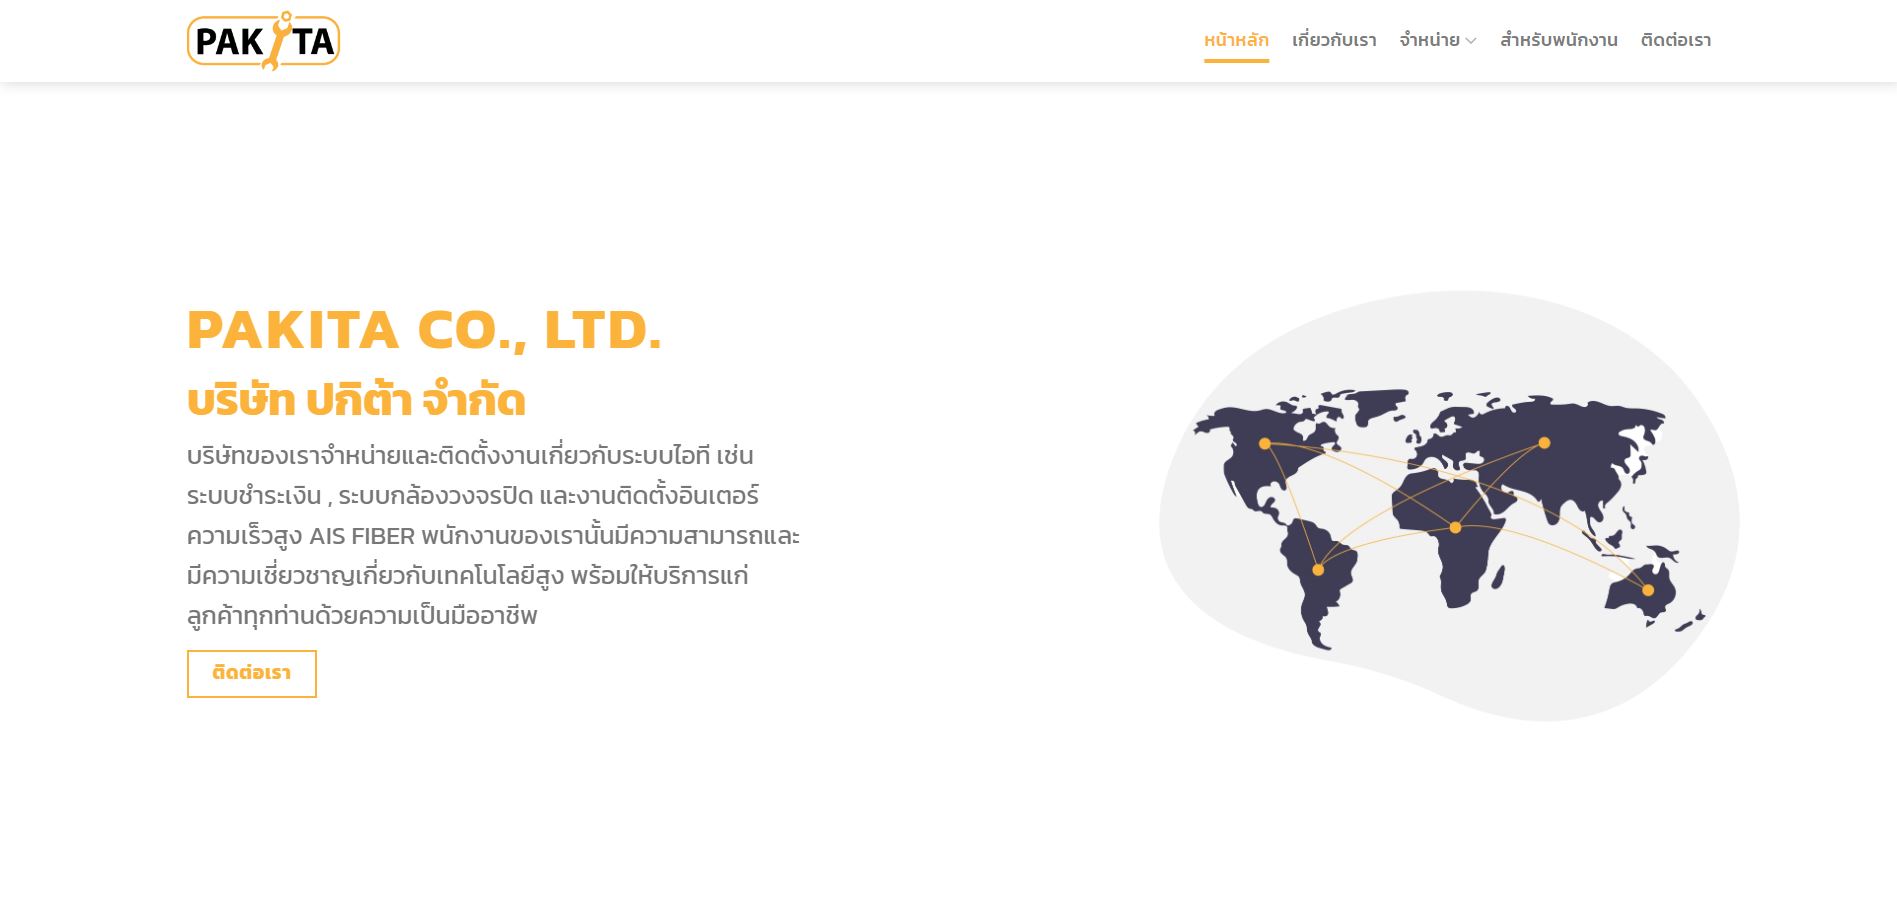 PAKITA
หน้าหลัก เกี่ยวกับเรา จำหน่าย สำหรับพนักงาน ติดต่อเรา
PAKITA CO., LTD.
บริษัท ปกิต้า จำกัด
บริษัทของเราจำหน่ายและติดตั้งงานเกี่ยวกับระบบไอที เช่น
ระบบชำระเงิน , ระบบกล้องวงจรปิด และงานติดตั้งอินเตอร์
ความเร็วสูง AIS FIBER พนักงานของเรานั้นมีความสามารถและ
มีความเชี่ยวชาญเกี่ยวกับเทคโนโลยีสูง พร้อมให้บริการแก่
ลูกค้าทุกท่านด้วยความเป็นมืออาชีพ
ติดต่อเรา